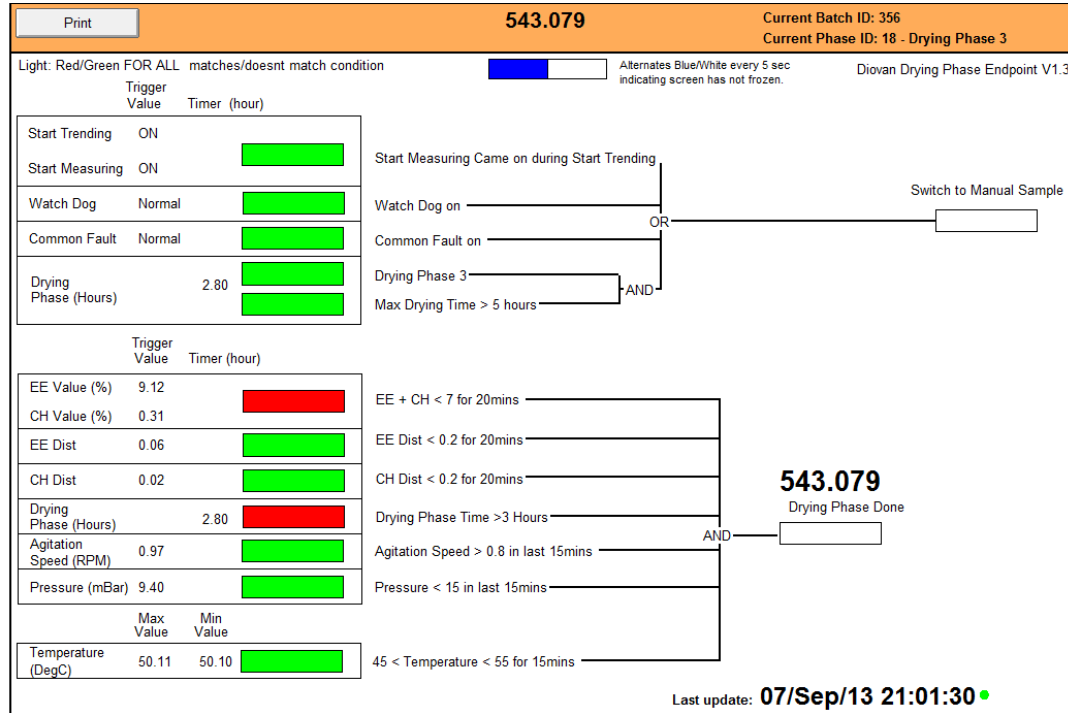 Print
543.079
Current Batch ID: 356
Current Phase ID: 18 - Drying Phase 3
Light: Red/Green FOR ALL matches/doesnt match condition
Alternates Blue/White every 5 sec
indicating screen has not frozen.
Diovan Drying Phase Endpoint V1.3
Trigger
Value Timer (hour)
Start Trending ON
Start Measuring ON
Start Measuring Came on during Start Trending
Watch Dog Normal
Watch Dog on
Common Fault Normal
Common Fault on
OR
Switch to Manual Sample
Drying
Phase (Hours) 2.80
Drying Phase 3
Max Drying Time > 5 hours
AND
Trigger
Value Timer (hour)
EE Value (%) 9.12
CH Value (%) 0.31
EE + CH < 7 for 20mins
EE Dist 0.06
EE Dist < 0.2 for 20mins
CH Dist 0.02
CH Dist < 0.2 for 20mins
Drying
Phase (Hours) 2.80
Drying Phase Time >3 Hours
Agitation
Speed (RPM) 0.97
Agitation Speed > 0.8 in last 15mins
Pressure (mBar) 9.40
Pressure < 15 in last 15mins
AND
543.079
Drying Phase Done
Max
Value
Min
Value
Temperature
(DegC) 50.11 50.10
45 < Temperature < 55 for 15mins
Last update: 07/Sep/13 21:01:30